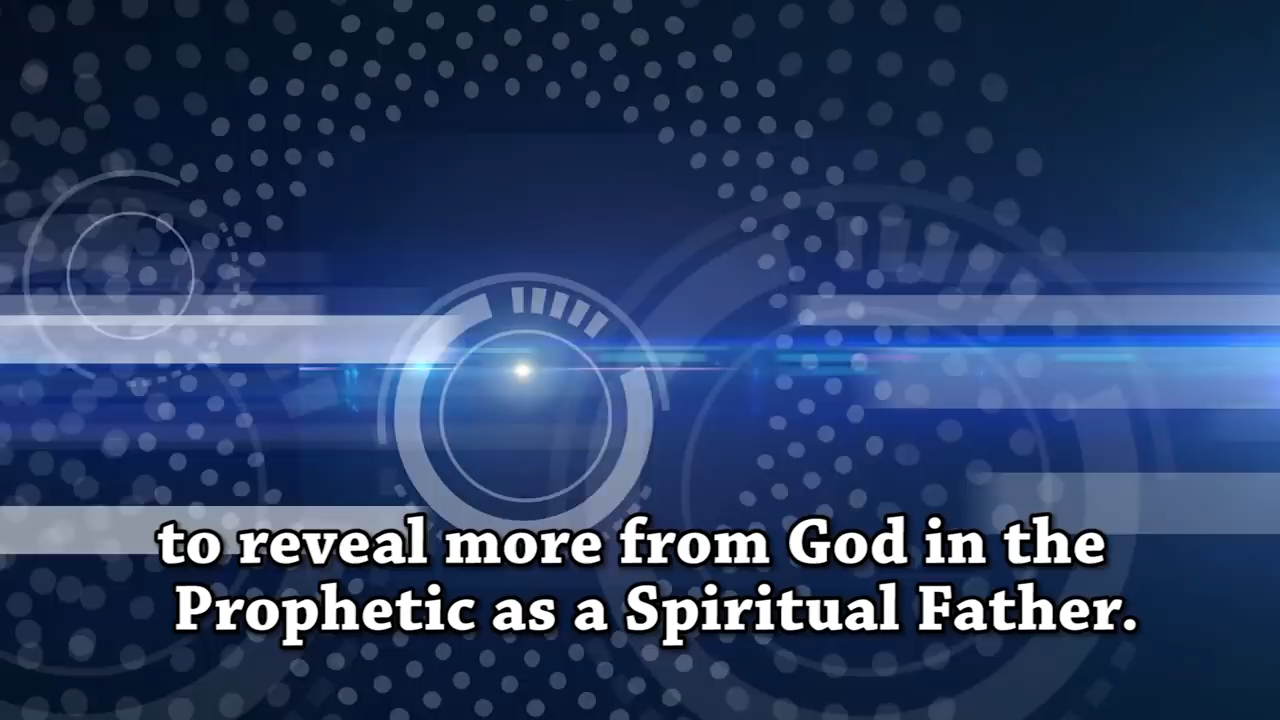 to reveal more from God in the
Prophetic as a Spiritual Father.